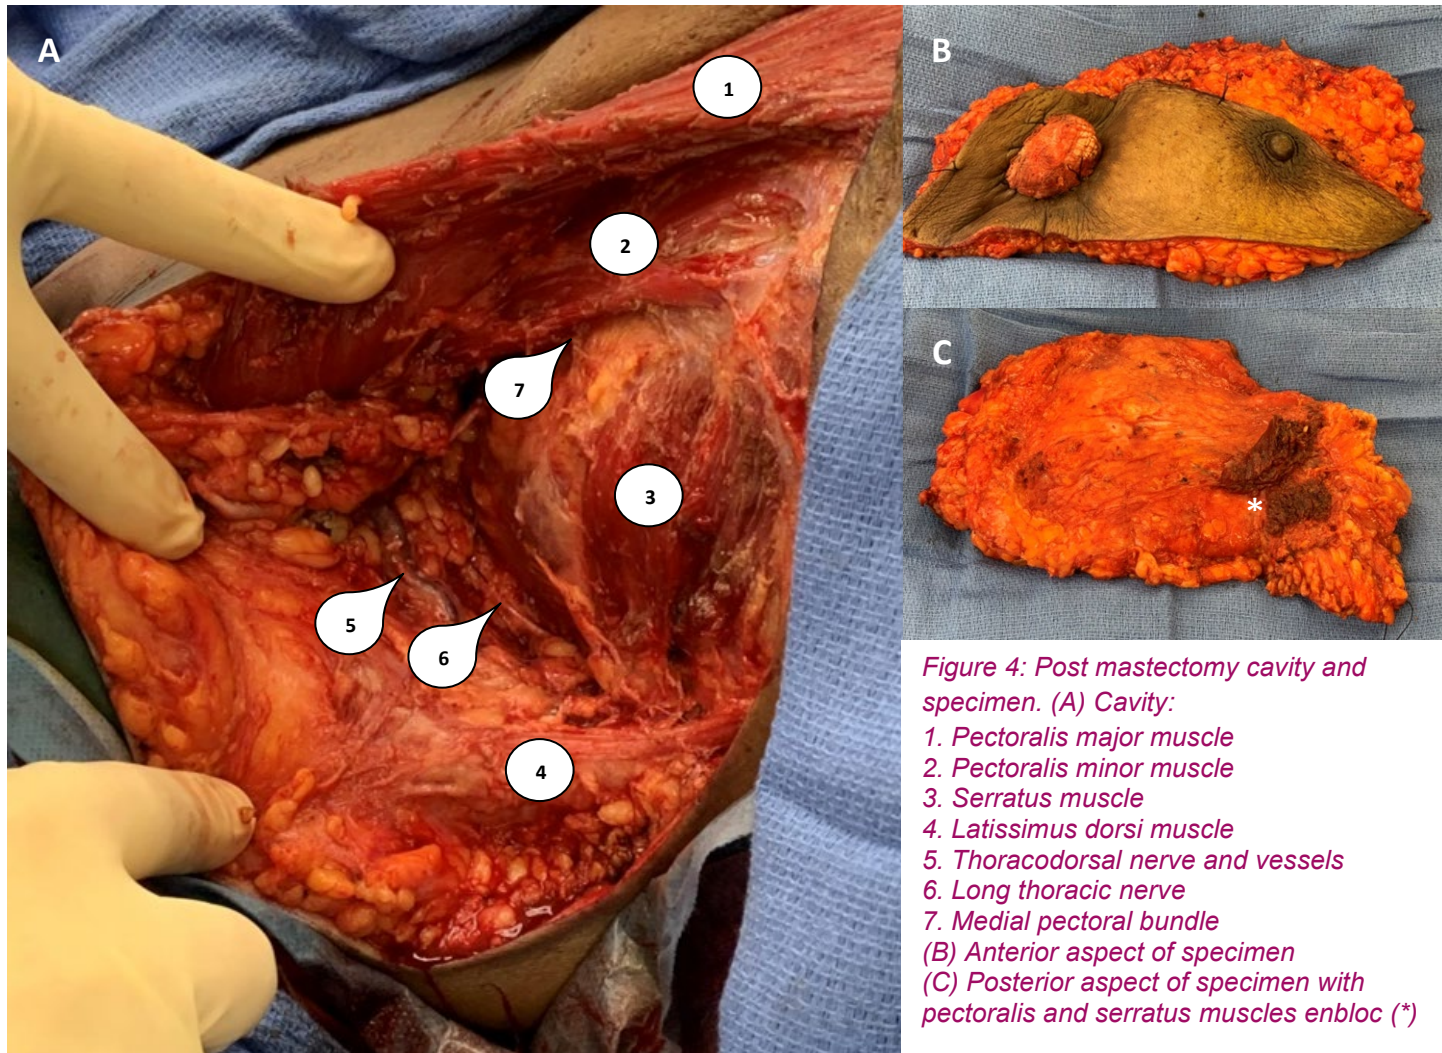 A
1
2
7
3
5
6
4
B
C
*
Figure 4: Post mastectomy cavity and
specimen. (A) Cavity:
1. Pectoralis major muscle
2. Pectoralis minor muscle
3. Serratus muscle
4. Latissimus dorsi muscle
5. Thoracodorsal nerve and vessels
6. Long thoracic nerve
7. Medial pectoral bundle
(B) Anterior aspect of specimen
(C) Posterior aspect of specimen with
pectoralis and serratus muscles enbloc (*)